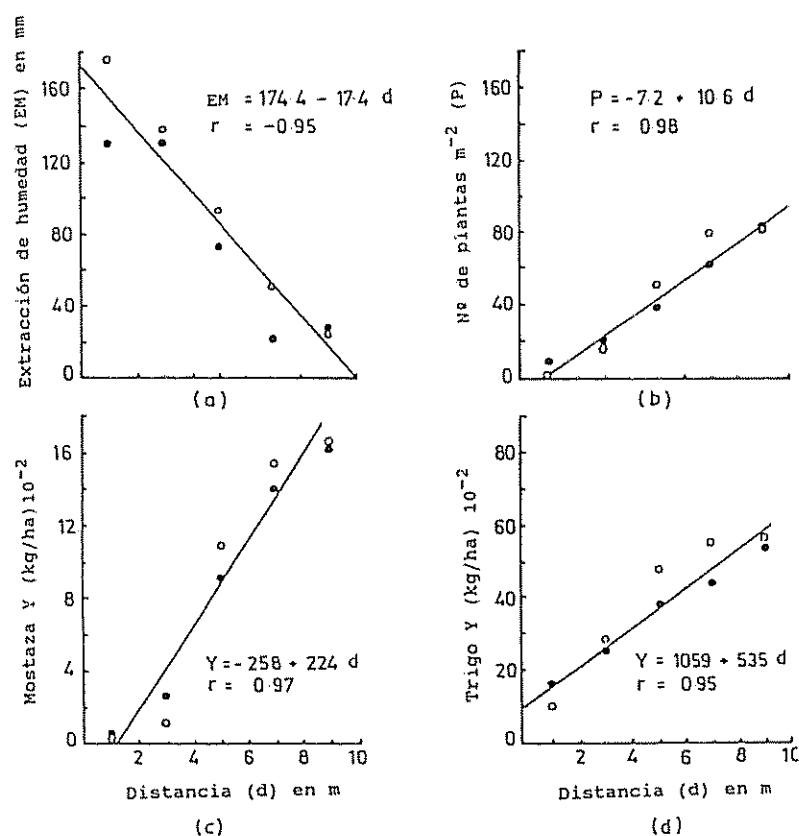 Extracción de humedad (EM) en mm
160
120
80
40
0
EM = 174.4 - 17.4 d
r = -0.95
(a)
Nº de plantas m⁻² (P)
160
120
80
40
0
P = -7.2 + 10.6 d
r = 0.98
(b)
Mostaza Y (kg/ha) 10⁻²
16
12
8
4
0
Y = -258 + 224 d
r = 0.97
2 4 6 8 10
Distancia (d) en m
(c)
Trigo Y (kg/ha) 10⁻²
80
60
40
20
0
Y = 1059 + 535 d
r = 0.95
2 4 6 8 10
Distancia (d) en m
(d)